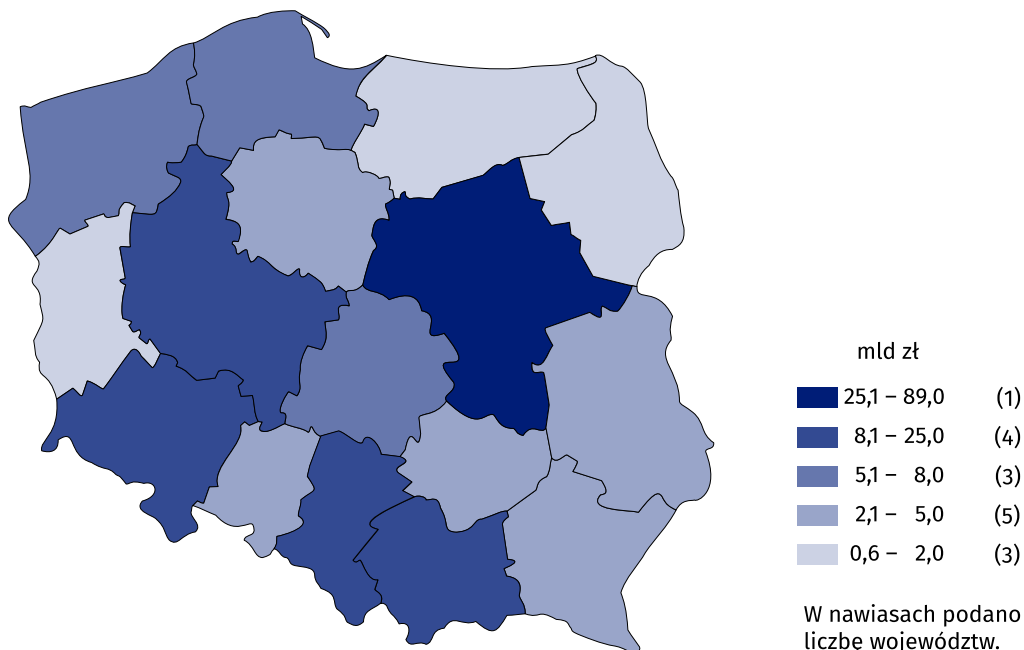 mld zł
25,1 – 89,0 (1)
8,1 – 25,0 (4)
5,1 – 8,0 (3)
2,1 – 5,0 (5)
0,6 – 2,0 (3)
W nawiasach podano
liczbę województw.